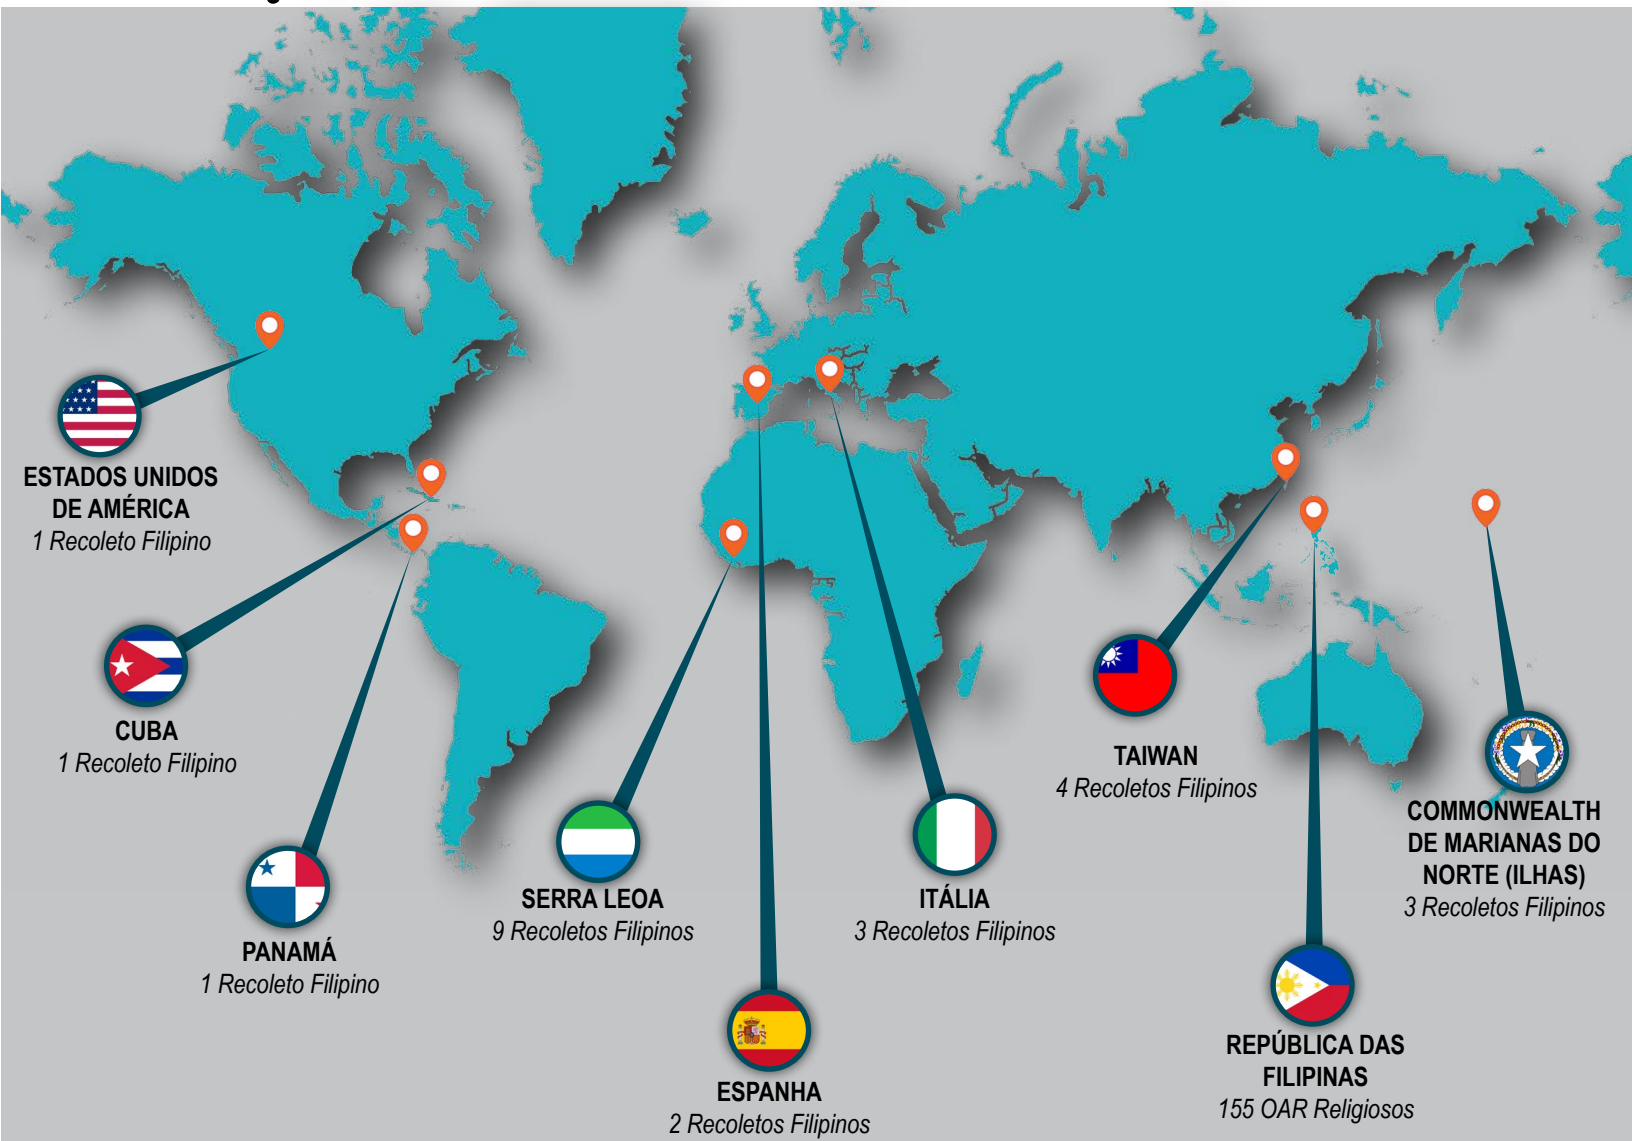 ESTADOS UNIDOS
DE AMÉRICA
1 Recoleto Filipino
CUBA
1 Recoleto Filipino
PANAMÁ
1 Recoleto Filipino
SERRA LEOA
9 Recoletos Filipinos
ESPANHA
2 Recoletos Filipinos
ITÁLIA
3 Recoletos Filipinos
TAIWAN
4 Recoletos Filipinos
REPÚBLICA DAS
FILIPINAS
155 OAR Religiosos
COMMONWEALTH
DE MARIANAS DO
NORTE (ILHAS)
3 Recoletos Filipinos